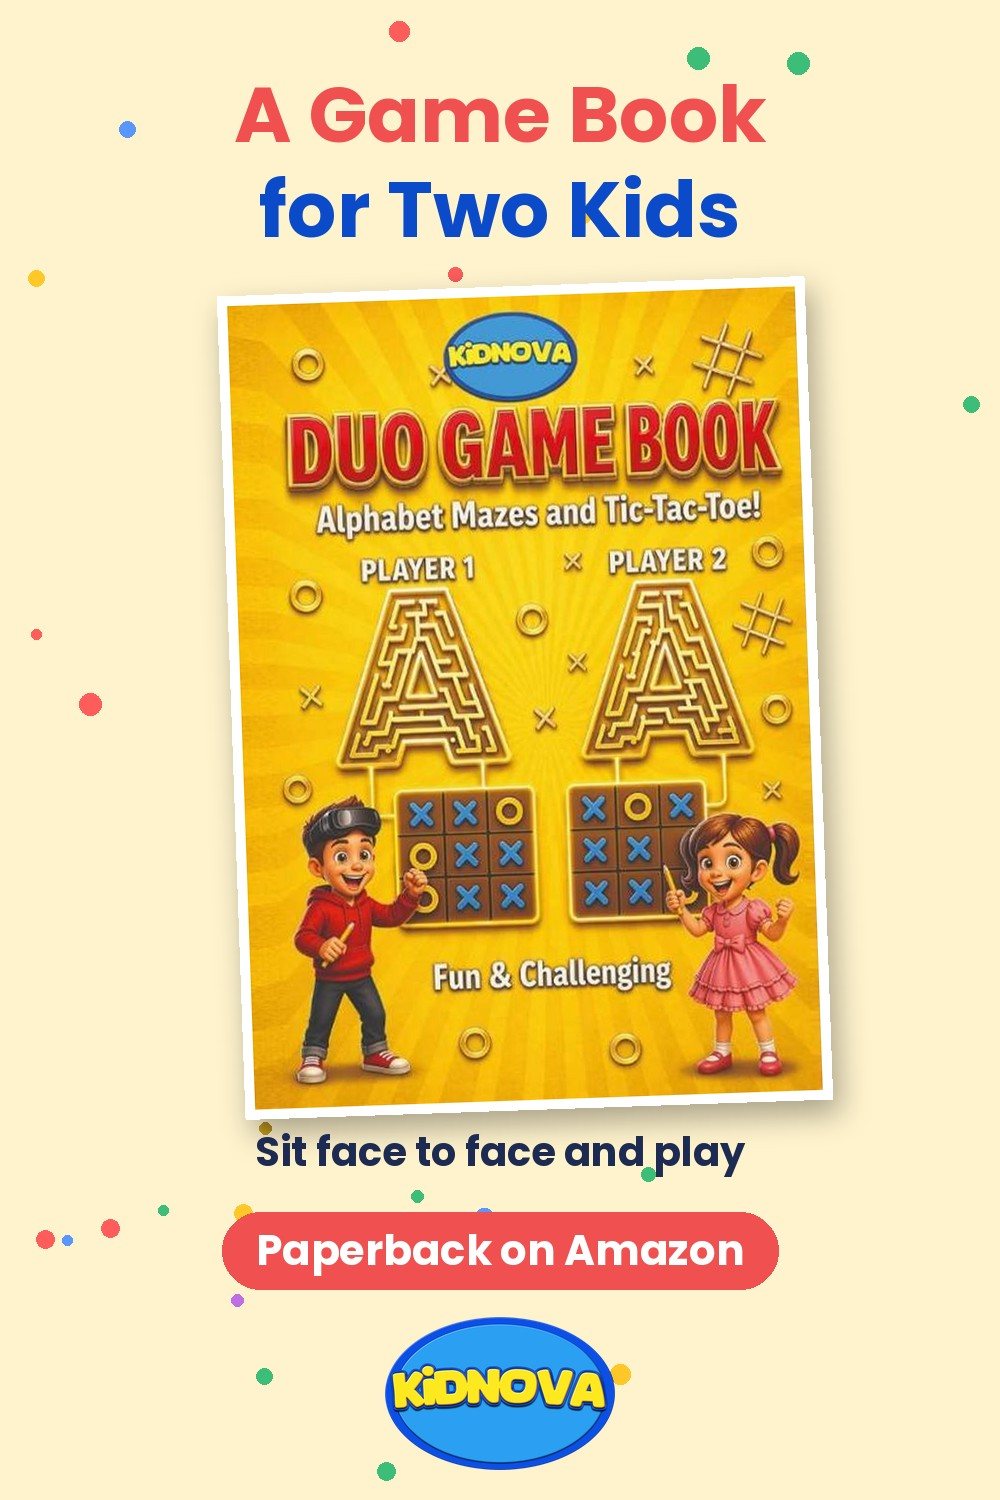 A Game Book
for Two Kids
KiDNOVA
DUO GAME BOOK
Alphabet Mazes and Tic-Tac-Toe!
PLAYER 1
PLAYER 2
Fun & Challenging
Sit face to face and play
Paperback on Amazon
KiDNOVA